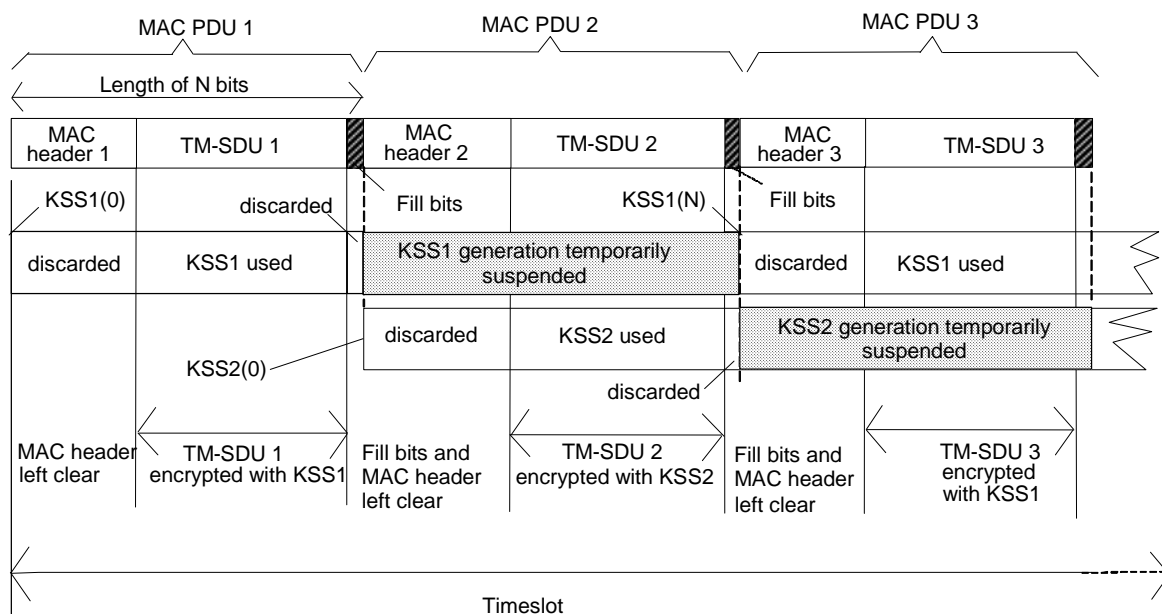 MAC PDU 1
MAC PDU 2
MAC PDU 3
Length of N bits
MAC
header 1
TM-SDU 1
MAC
header 2
TM-SDU 2
MAC
header 3
TM-SDU 3
KSS1(0)
discarded
Fill bits
KSS1(N)
Fill bits
discarded
KSS1 used
KSS1 generation temporarily
suspended
discarded
KSS1 used
KSS2(0)
discarded
KSS2 used
KSS2 generation temporarily
suspended
discarded
MAC header
left clear
TM-SDU 1
encrypted with KSS1
Fill bits and
MAC header
left clear
TM-SDU 2
encrypted with KSS2
Fill bits and
MAC header
left clear
TM-SDU 3
encrypted
with KSS1
Timeslot